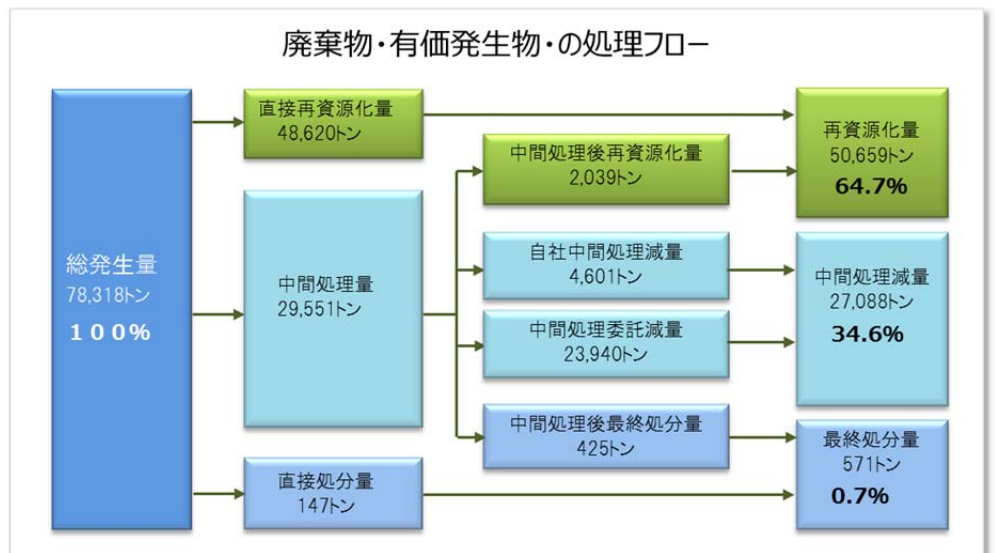 廃棄物・有価発生物・の処理フロー
総発生量
78,318トン
100%
直接再資源化量
48,620トン
中間処理量
29,551トン
直接処分量
147トン
中間処理後再資源化量
2,039トン
自社中間処理減量
4,601トン
中間処理委託減量
23,940トン
中間処理後最終処分量
425トン
再資源化量
50,659トン
64.7%
中間処理減量
27,088トン
34.6%
最終処分量
571トン
0.7%